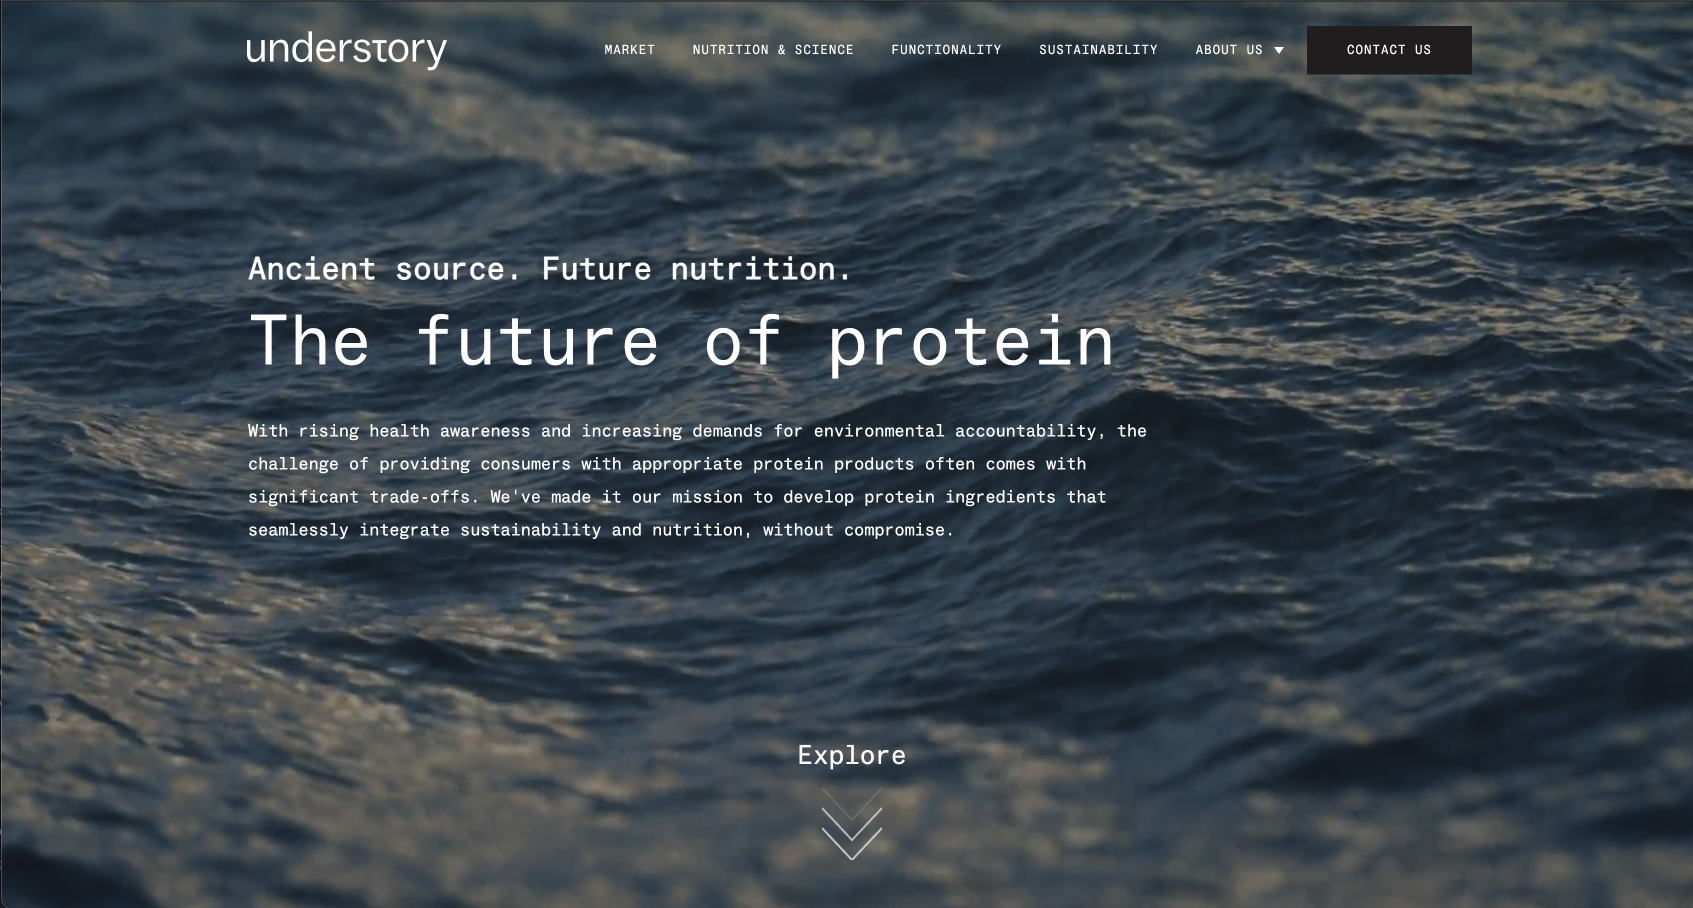 understory
MARKET
NUTRITION & SCIENCE
FUNCTIONALITY
SUSTAINABILITY
ABOUT US
CONTACT US
Ancient source. Future nutrition.
The future of protein
With rising health awareness and increasing demands for environmental accountability, the
challenge of providing consumers with appropriate protein products often comes with
significant trade-offs. We've made it our mission to develop protein ingredients that
seamlessly integrate sustainability and nutrition, without compromise.
Explore